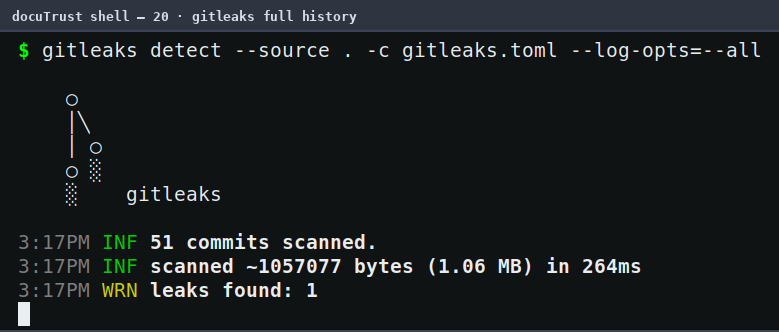 docuTrust shell — 20 · gitleaks full history
$ gitleaks detect --source . -c gitleaks.toml --log-opts=--all
○
│╲
│ ○
○ ░
░    gitleaks
3:17PM INF 51 commits scanned.
3:17PM INF scanned ~1057077 bytes (1.06 MB) in 264ms
3:17PM WRN leaks found: 1